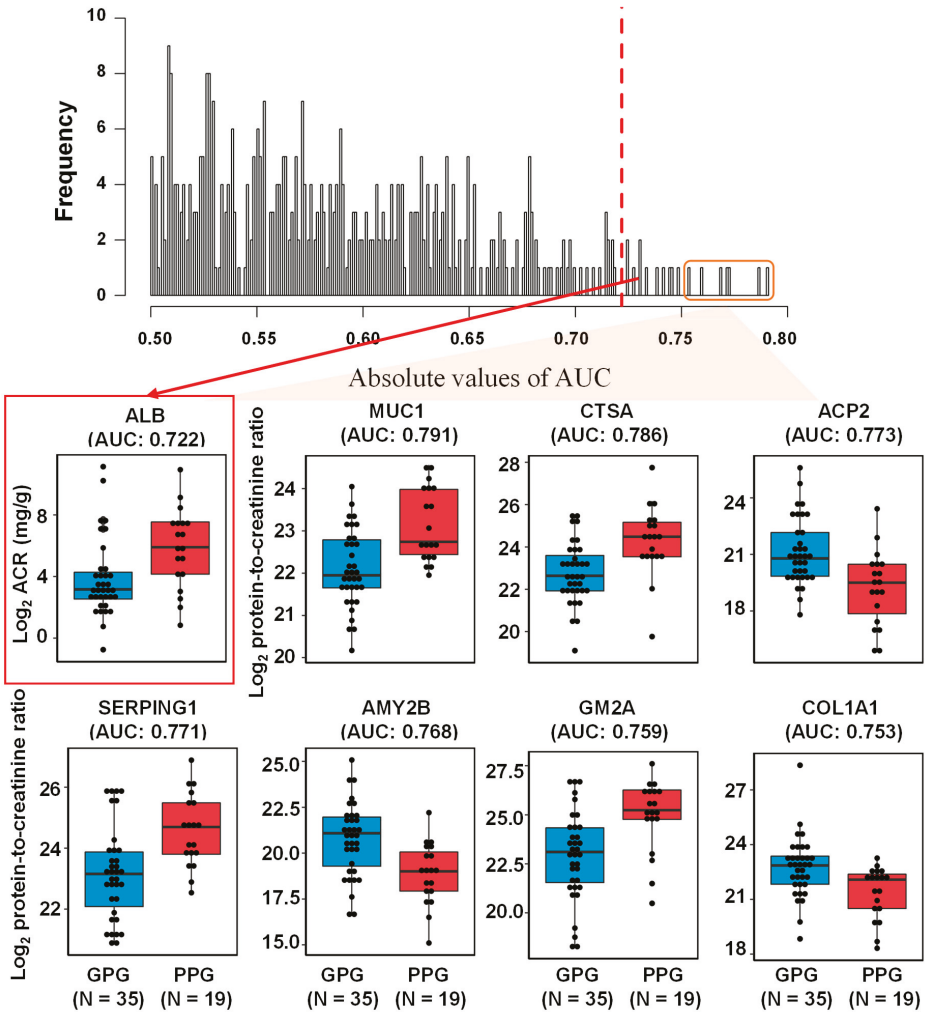 10
8
6
4
2
0
Frequency
0.50 0.55 0.60 0.65 0.70 0.75 0.80
Absolute values of AUC
ALB
(AUC: 0.722)
Log₂ ACR (mg/g)
8
4
0
MUC1
(AUC: 0.791)
Log₂ protein-to-creatinine ratio
24
23
22
21
20
CTSA
(AUC: 0.786)
28
26
24
22
20
ACP2
(AUC: 0.773)
24
21
18
SERPING1
(AUC: 0.771)
Log₂ protein-to-creatinine ratio
26
24
22
GPG PPG
(N = 35) (N = 19)
AMY2B
(AUC: 0.768)
25.0
22.5
20.0
17.5
15.0
GPG PPG
(N = 35) (N = 19)
GM2A
(AUC: 0.759)
27.5
25.0
22.5
20.0
GPG PPG
(N = 35) (N = 19)
COL1A1
(AUC: 0.753)
27
24
21
18
GPG PPG
(N = 35) (N = 19)